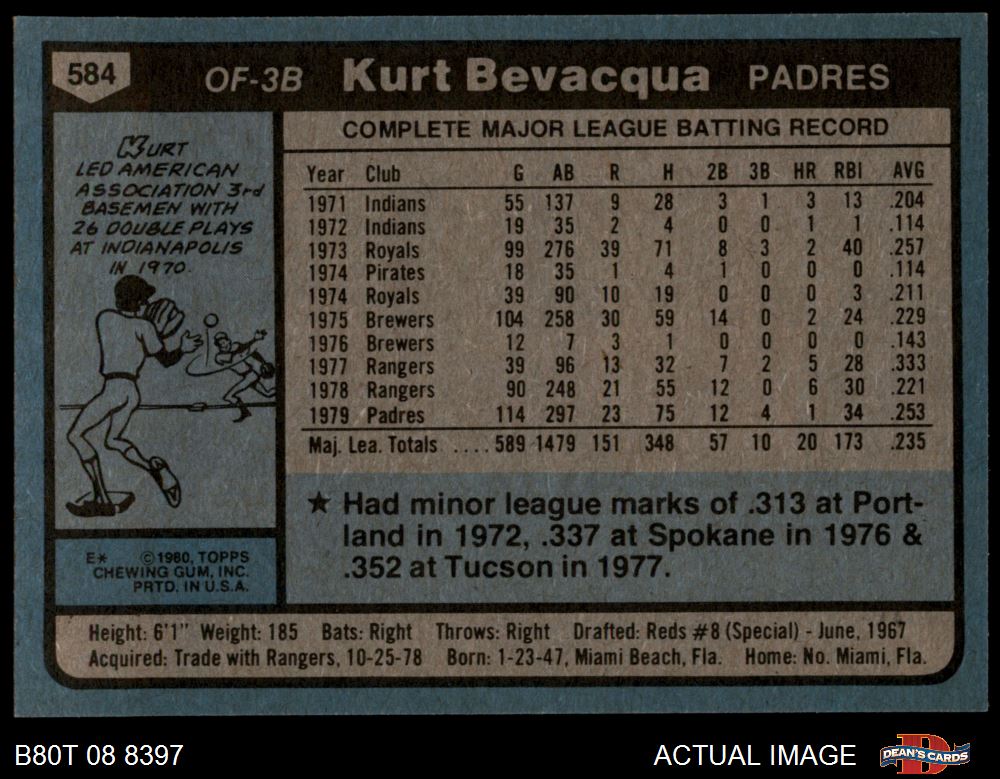 584 OF-3B Kurt Bevacqua PADRES
KURT
LED AMERICAN
ASSOCIATION 3rd
BASEMEN WITH
26 DOUBLE PLAYS
AT INDIANAPOLIS
IN 1970.
COMPLETE MAJOR LEAGUE BATTING RECORD
Year Club G AB R H 2B 3B HR RBI AVG
1971 Indians 55 137 9 28 3 1 3 13 .204
1972 Indians 19 35 2 4 0 0 1 1 .114
1973 Royals 99 276 39 71 8 3 2 40 .257
1974 Pirates 18 35 1 4 1 0 0 0 .114
1974 Royals 39 90 10 19 0 0 0 3 .211
1975 Brewers 104 258 30 59 14 0 2 24 .229
1976 Brewers 12 7 3 1 0 0 0 0 .143
1977 Rangers 39 96 13 32 7 2 5 28 .333
1978 Rangers 90 248 21 55 12 0 6 30 .221
1979 Padres 114 297 23 75 12 4 1 34 .253
Maj. Lea. Totals .... 589 1479 151 348 57 10 20 173 .235
★ Had minor league marks of .313 at Port-
land in 1972, .337 at Spokane in 1976 &
.352 at Tucson in 1977.
E* ©1980, TOPPS
CHEWING GUM, INC.
PRTD. IN U.S.A.
Height: 6'1" Weight: 185 Bats: Right Throws: Right Drafted: Reds #8 (Special) - June, 1967
Acquired: Trade with Rangers, 10-25-78 Born: 1-23-47, Miami Beach, Fla. Home: No. Miami, Fla.
B80T 08 8397 ACTUAL IMAGE D DEAN'S CARDS